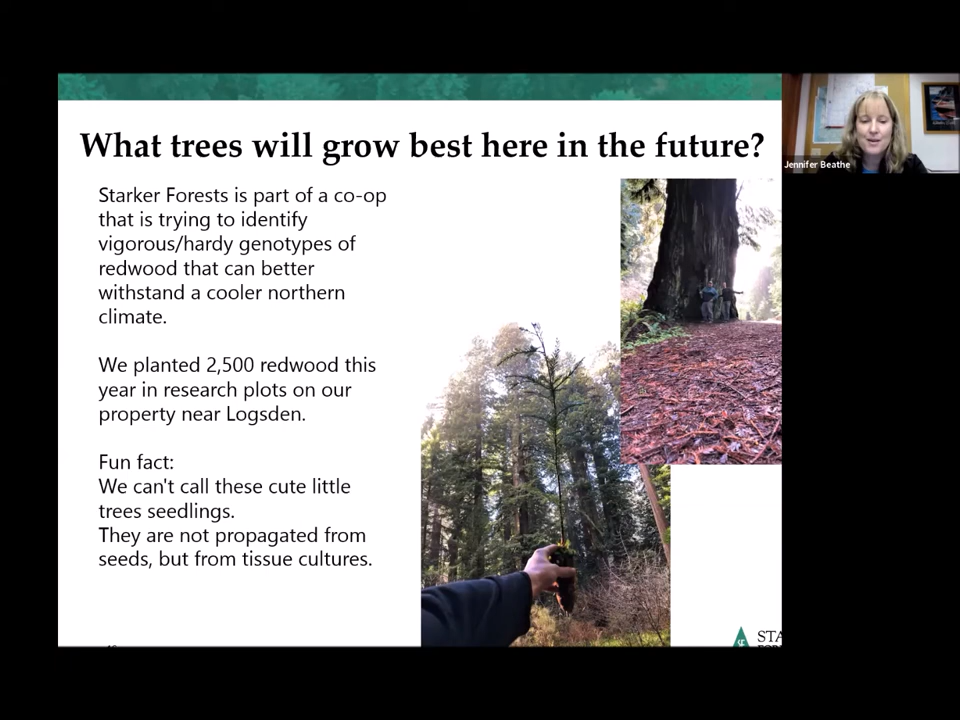 What trees will grow best here in the future?
Jennifer Beathe
Starker Forests is part of a co-op
that is trying to identify
vigorous/hardy genotypes of
redwood that can better
withstand a cooler northern
climate.
We planted 2,500 redwood this
year in research plots on our
property near Logsden.
Fun fact:
We can't call these cute little
trees seedlings.
They are not propagated from
seeds, but from tissue cultures.
STA